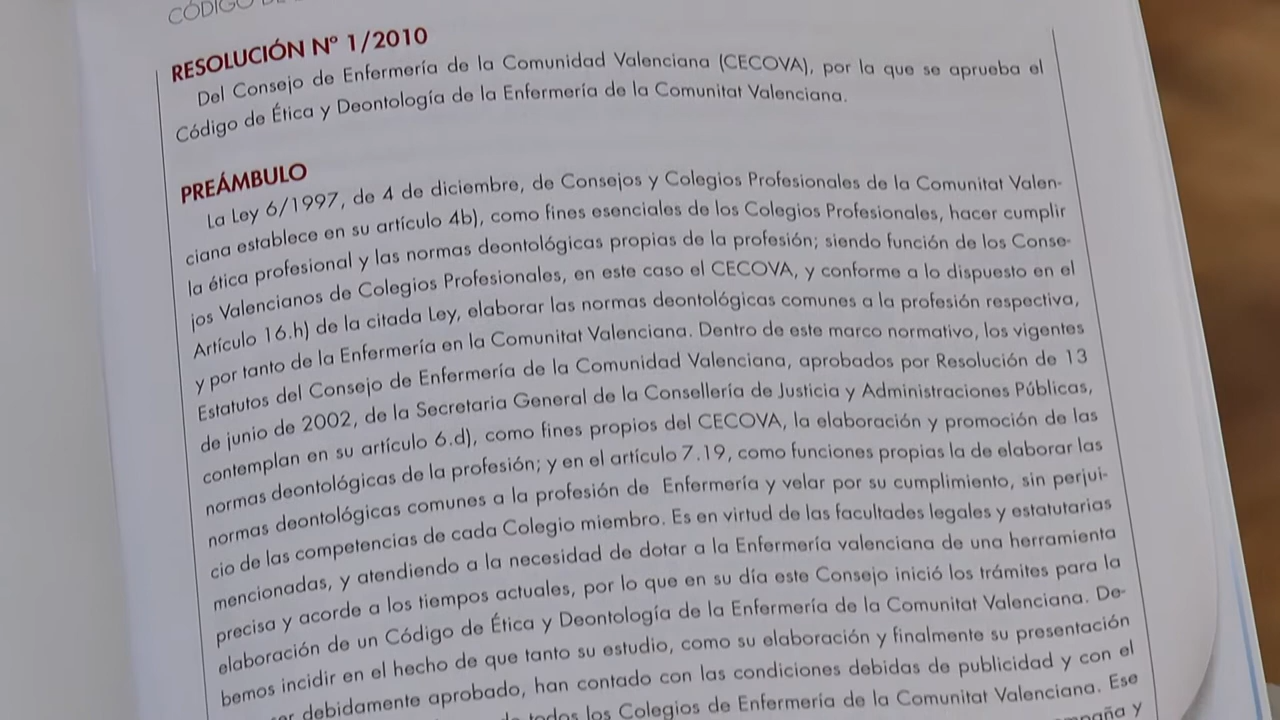 CÓDIGO DE
RESOLUCIÓN Nº 1/2010
Del Consejo de Enfermería de la Comunidad Valenciana (CECOVA), por la que se aprueba el
Código de Ética y Deontología de la Enfermería de la Comunitat Valenciana.
PREÁMBULO
La Ley 6/1997, de 4 de diciembre, de Consejos y Colegios Profesionales de la Comunitat Valen-
ciana establece en su artículo 4b), como fines esenciales de los Colegios Profesionales, hacer cumplir
la ética profesional y las normas deontológicas propias de la profesión; siendo función de los Conse-
jos Valencianos de Colegios Profesionales, en este caso el CECOVA, y conforme a lo dispuesto en el
Artículo 16.h) de la citada Ley, elaborar las normas deontológicas comunes a la profesión respectiva,
y por tanto de la Enfermería en la Comunitat Valenciana. Dentro de este marco normativo, los vigentes
Estatutos del Consejo de Enfermería de la Comunidad Valenciana, aprobados por Resolución de 13
de junio de 2002, de la Secretaria General de la Consellería de Justicia y Administraciones Públicas,
contemplan en su artículo 6.d), como fines propios del CECOVA, la elaboración y promoción de las
normas deontológicas de la profesión; y en el artículo 7.19, como funciones propias la de elaborar las
normas deontológicas comunes a la profesión de Enfermería y velar por su cumplimiento, sin perjui-
cio de las competencias de cada Colegio miembro. Es en virtud de las facultades legales y estatutarias
mencionadas, y atendiendo a la necesidad de dotar a la Enfermería valenciana de una herramienta
precisa y acorde a los tiempos actuales, por lo que en su día este Consejo inició los trámites para la
elaboración de un Código de Ética y Deontología de la Enfermería de la Comunitat Valenciana. De-
bemos incidir en el hecho de que tanto su estudio, como su elaboración y finalmente su presentación
debidamente aprobado, han contado con las condiciones debidas de publicidad y con el
todos los Colegios de Enfermería de la Comunitat Valenciana. Ese
y